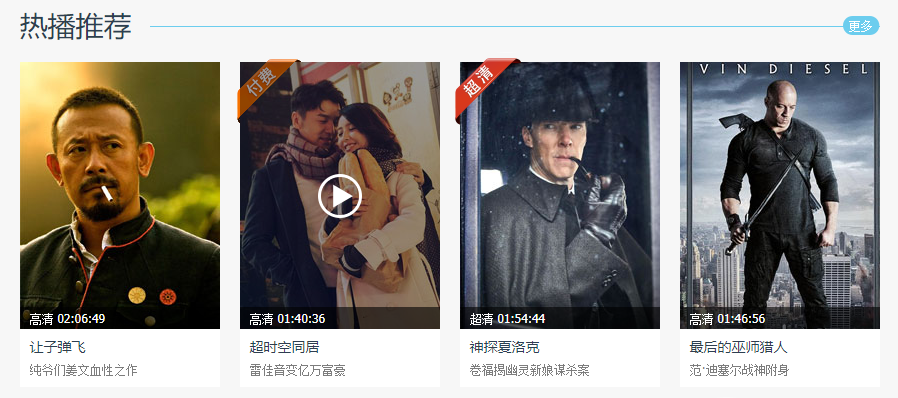 热播推荐
更多
高清 02:06:49
让子弹飞
纯爷们姜文血性之作
付费
高清 01:40:36
超时空同居
雷佳音变亿万富豪
超清
超清 01:54:44
神探夏洛克
卷福揭幽灵新娘谋杀案
VIN DIESEL
高清 01:46:56
最后的巫师猎人
范·迪塞尔战神附身